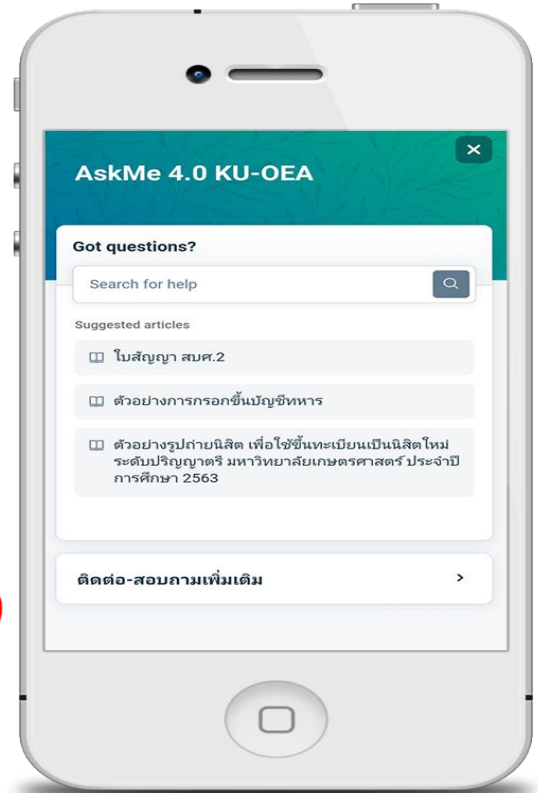 AskMe 4.0 KU-OEA
Got questions?
Search for help
Suggested articles
ใบสัญญา สบศ.2
ตัวอย่างการกรอกขึ้นบัญชีทหาร
ตัวอย่างรูปถ่ายนิสิต เพื่อใช้ขึ้นทะเบียนเป็นนิสิตใหม่
ระดับปริญญาตรี มหาวิทยาลัยเกษตรศาสตร์ ประจำปี
การศึกษา 2563
ติดต่อ-สอบถามเพิ่มเติม